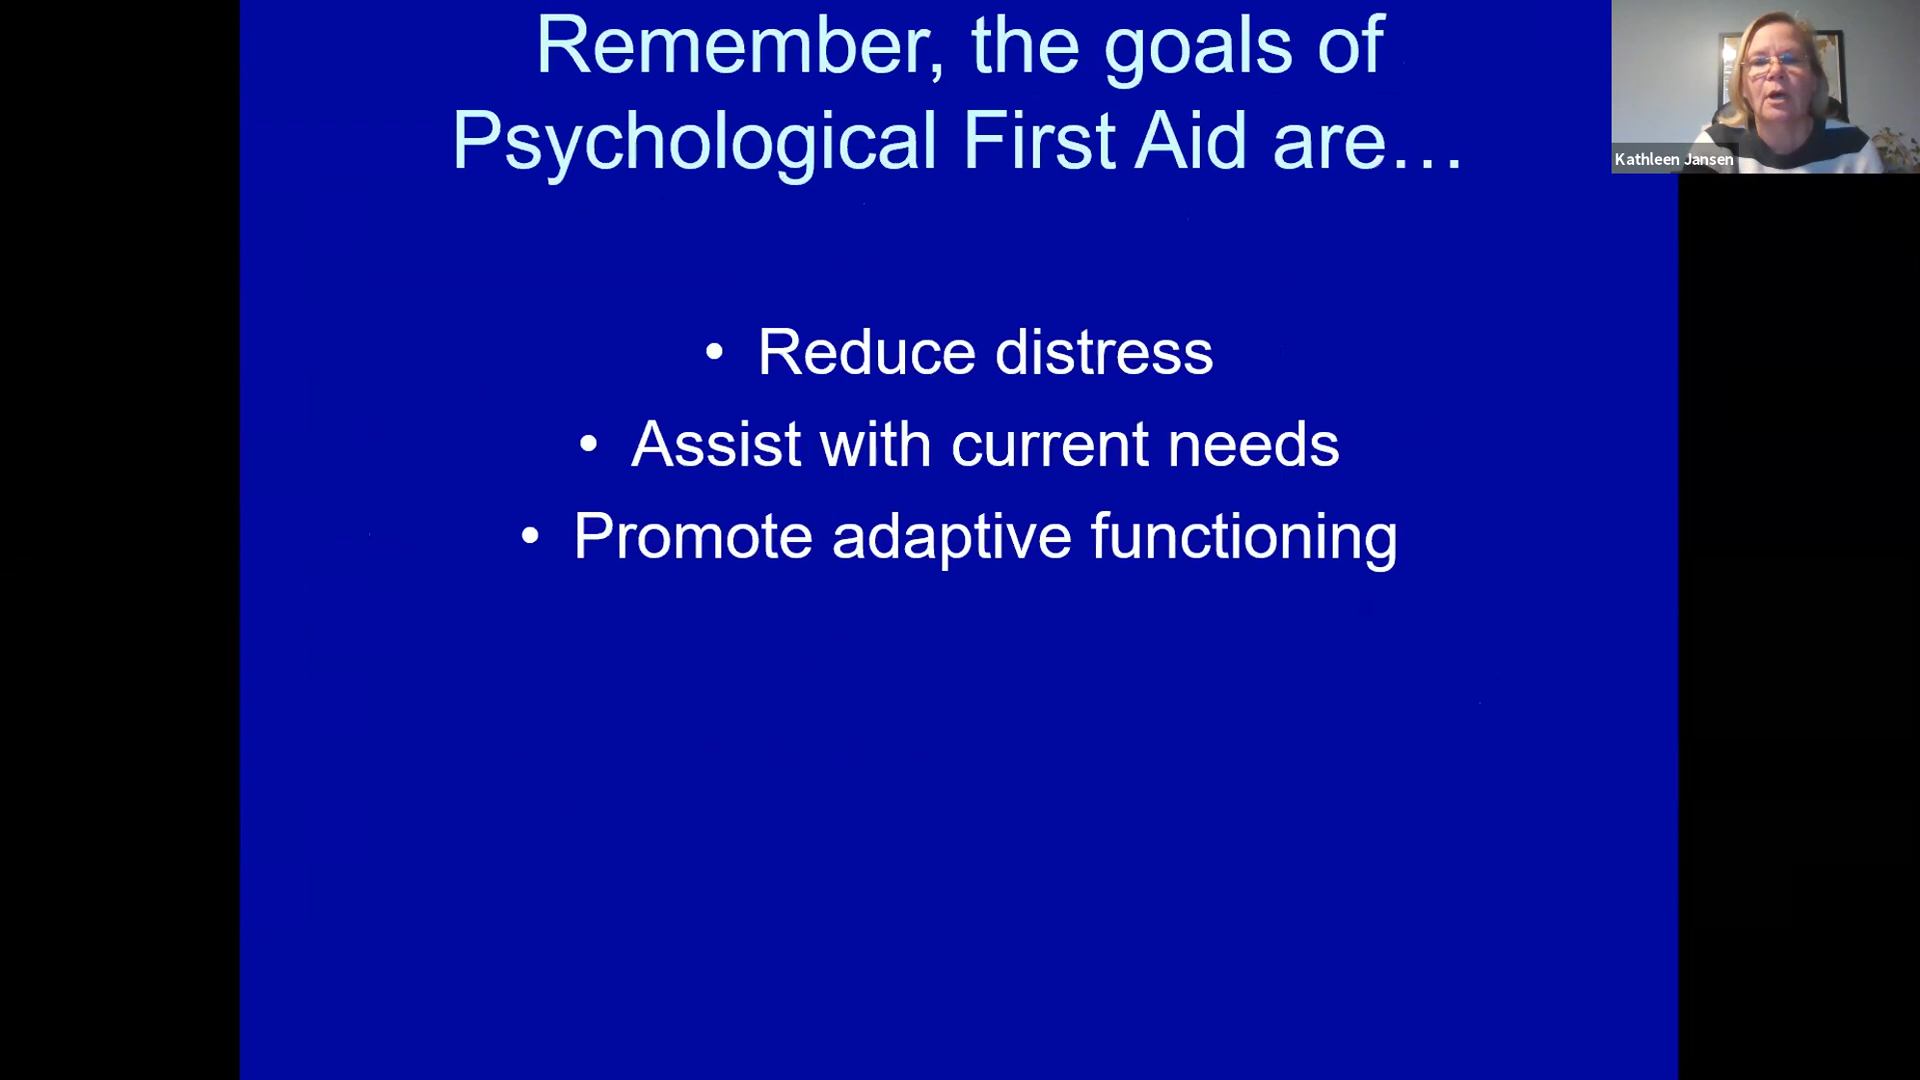 Remember, the goals of
Psychological First Aid are…
• Reduce distress
• Assist with current needs
• Promote adaptive functioning
Kathleen Jansen